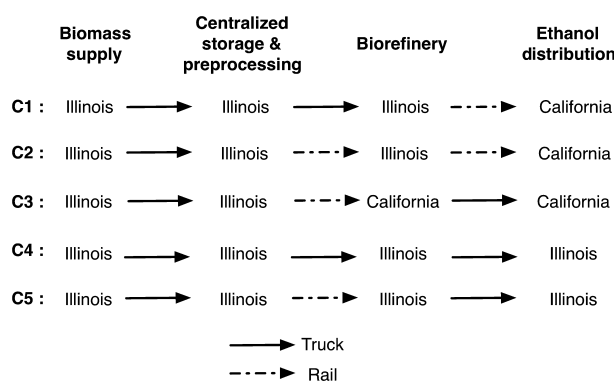 Biomass supply
Centralized storage & preprocessing
Biorefinery
Ethanol distribution
C1 : Illinois Illinois Illinois California
C2 : Illinois Illinois Illinois California
C3 : Illinois Illinois California California
C4 : Illinois Illinois Illinois Illinois
C5 : Illinois Illinois Illinois Illinois
Truck
Rail